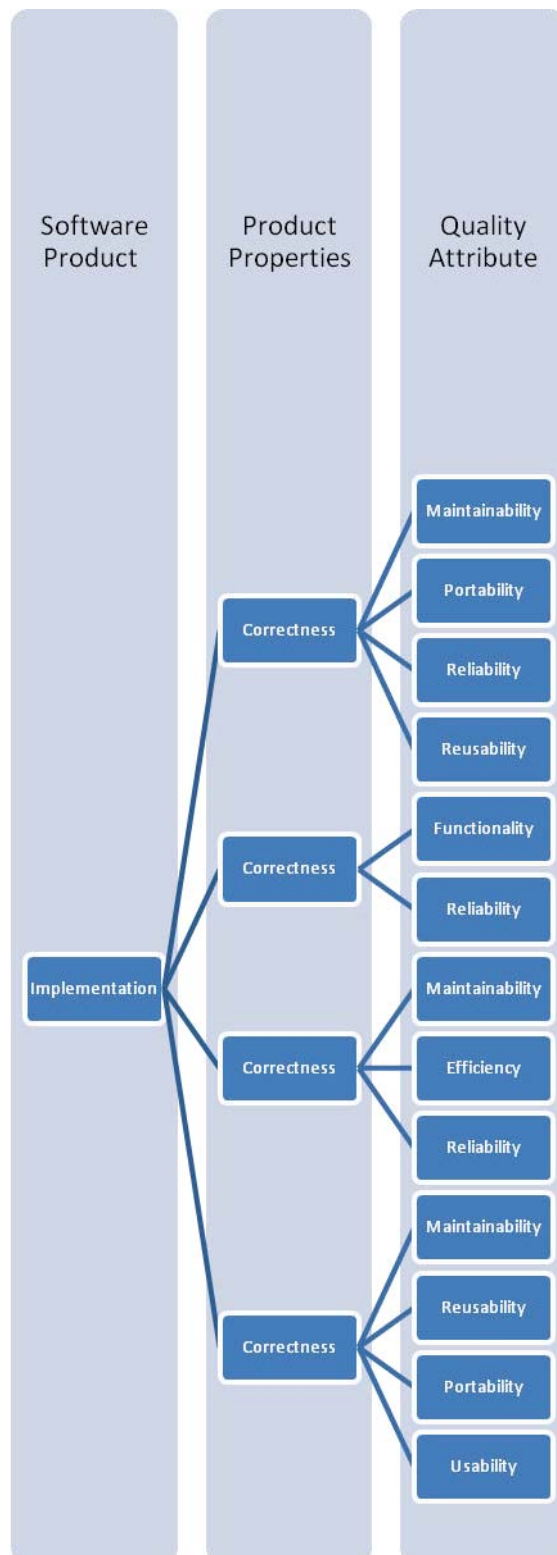 Software
Product
Product
Properties
Quality
Attribute
Implementation
Correctness
Maintainability
Portability
Reliability
Reusability
Correctness
Functionality
Reliability
Correctness
Maintainability
Efficiency
Reliability
Correctness
Maintainability
Reusability
Portability
Usability